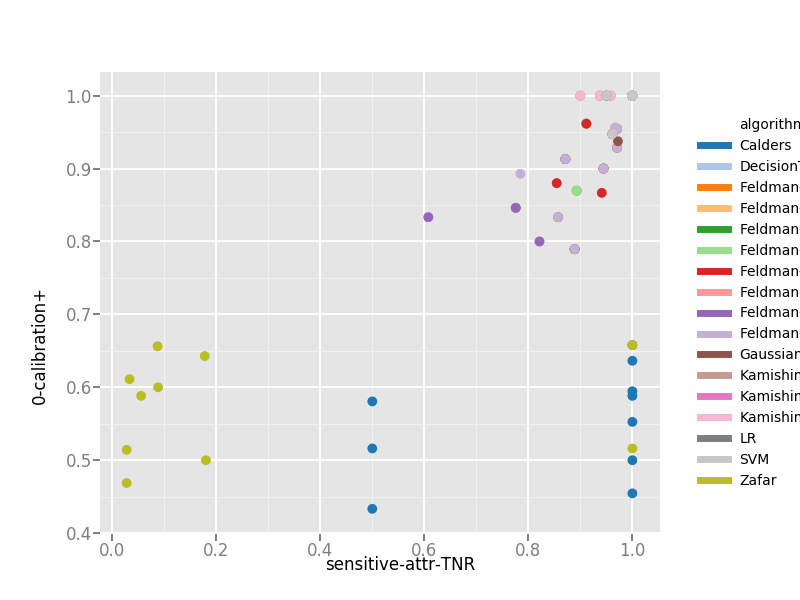 1.0
0.9
0.8
0.7
0.6
0.5
0.4
0-calibration+
0.0
0.2
0.4
0.6
0.8
1.0
sensitive-attr-TNR
algorithm
Calders
DecisionT
Feldman-
Feldman-
Feldman-
Feldman-
Feldman-
Feldman-
Feldman-
Feldman-
Gaussian
Kamishin
Kamishin
Kamishin
LR
SVM
Zafar